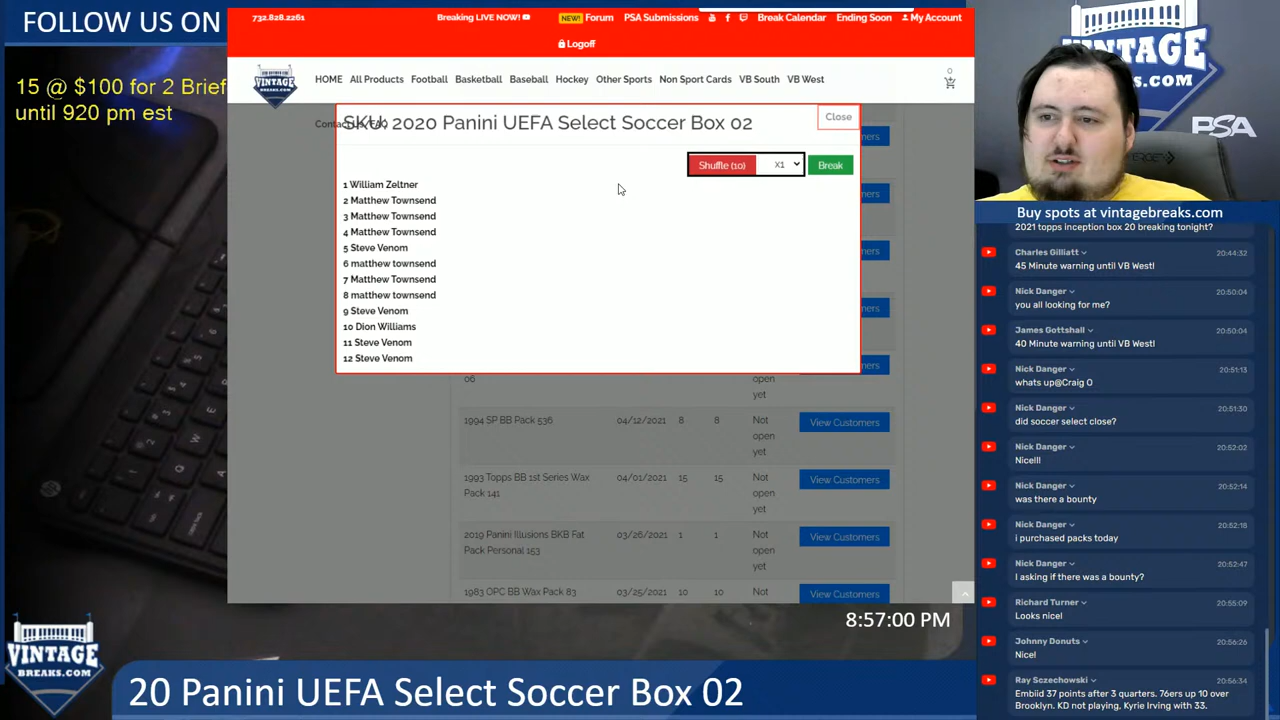 FOLLOW US ON
15 @ $100 for 2 Brief
until 920 pm est
732.828.2261
Breaking LIVE NOW!
NEW! Forum
PSA Submissions
Break Calendar
Ending Soon
My Account
Logoff
VINTAGE
HOME
All Products
Football
Basketball
Baseball
Hockey
Other Sports
Non Sport Cards
VB South
VB West
0
SKYK 2020 Panini UEFA Select Soccer Box 02
Close
Shuffle (10)
x1
Break
1 William Zeltner
2 Matthew Townsend
3 Matthew Townsend
4 Matthew Townsend
5 Steve Venom
6 matthew townsend
7 Matthew Townsend
8 matthew townsend
9 Steve Venom
10 Dion Williams
11 Steve Venom
12 Steve Venom
06
open
yet
1994 SP BB Pack 536
04/12/2021
8
8
Not
open
yet
View Customers
1993 Topps BB 1st Series Wax
Pack 141
04/01/2021
15
15
Not
open
yet
View Customers
2019 Panini Illusions BKB Fat
Pack Personal 153
03/26/2021
1
1
Not
open
yet
View Customers
1983 OPC BB Wax Pack 83
03/25/2021
10
10
Not
View Customers
8:57:00 PM
VINTAGE
BREAKS.COM
20 Panini UEFA Select Soccer Box 02
VINTAGE
PSA
Buy spots at vintagebreaks.com
2021 topps inception box 20 breaking tonight?
Charles Gilliatt
20:44:32
45 Minute warning until VB West!
Nick Danger
20:50:04
you all looking for me?
James Gottshall
20:50:04
40 Minute warning until VB West!
Nick Danger
20:51:13
whats up@Craig O
Nick Danger
20:51:30
did soccer select close?
Nick Danger
20:52:02
Nicelll
Nick Danger
20:52:14
was there a bounty
Nick Danger
20:52:18
i purchased packs today
Nick Danger
20:52:47
I asking if there was a bounty?
Richard Turner
20:55:09
Looks nice!
Johnny Donuts
20:56:26
Nice!
Ray Sczechowski
20:56:34
Embiid 37 points after 3 quarters. 76ers up 10 over
Brooklyn. KD not playing, Kyrie Irving with 33.